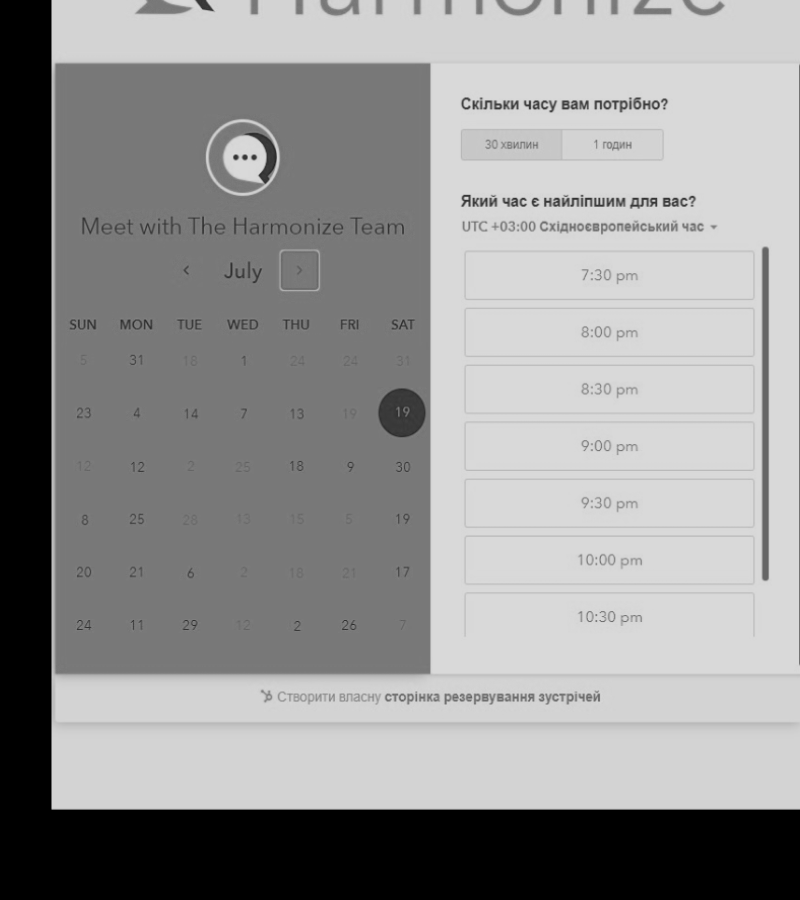 Harmonize
Meet with The Harmonize Team
July
SUN MON TUE WED THU FRI SAT
5 31 18 1 24 24 31
23 4 14 7 13 19 19
12 12 2 25 18 9 30
8 25 28 13 15 5 19
20 21 6 2 18 21 17
24 11 29 12 2 26 7
Скільки часу вам потрібно?
30 хвилин 1 годин
Який час є найліпшим для вас?
UTC +03:00 Східноєвропейський час
7:30 pm
8:00 pm
8:30 pm
9:00 pm
9:30 pm
10:00 pm
10:30 pm
Створити власну сторінка резервування зустрічей